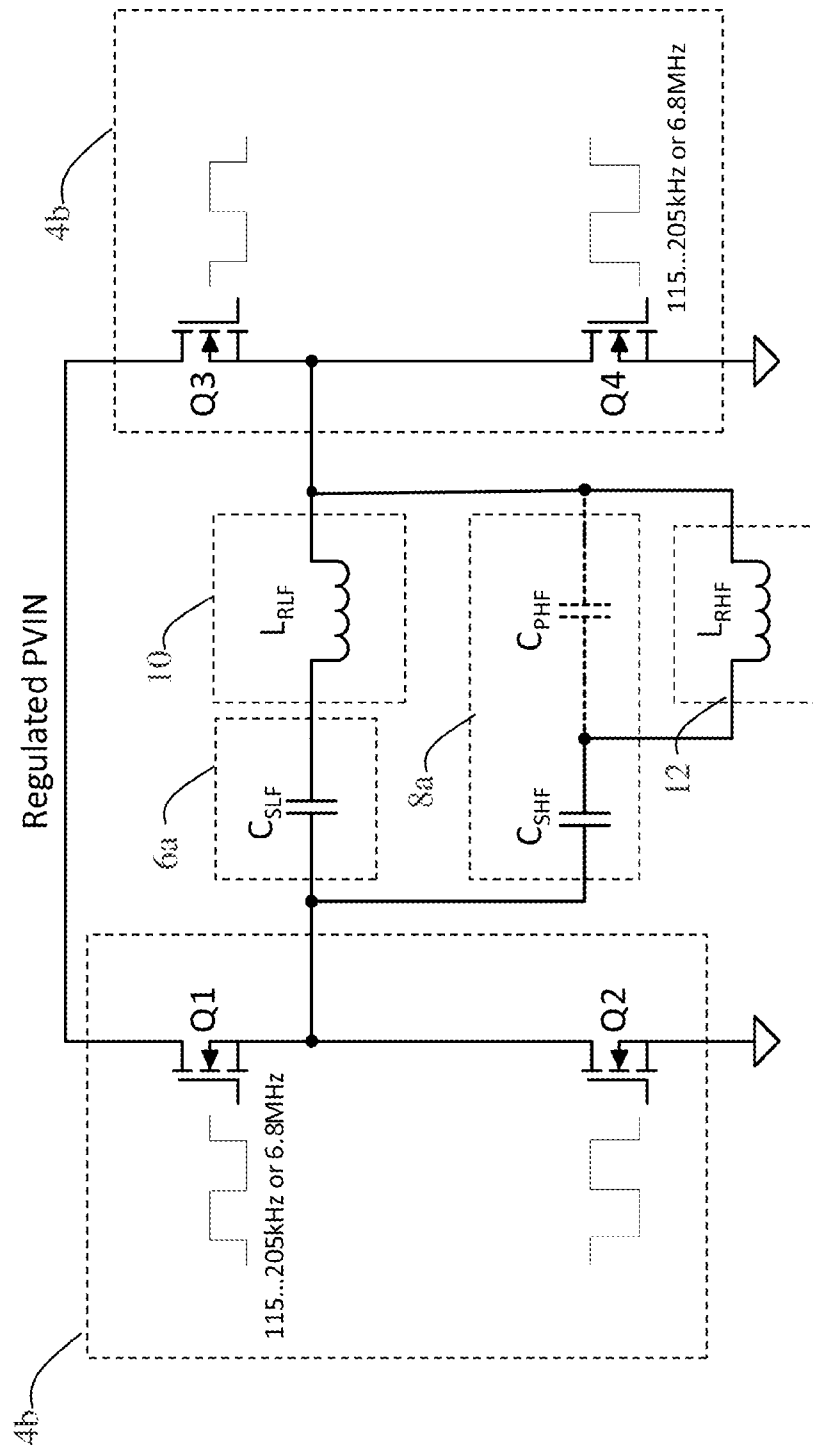 Regulated PVIN
4b
4b
Q1
Q3
115...205kHz or 6.8MHz
6a
10
C_SLF
L_RLF
8a
C_SHF
C_PHF
12
L_RHF
Q2
Q4
115...205kHz or 6.8MHz